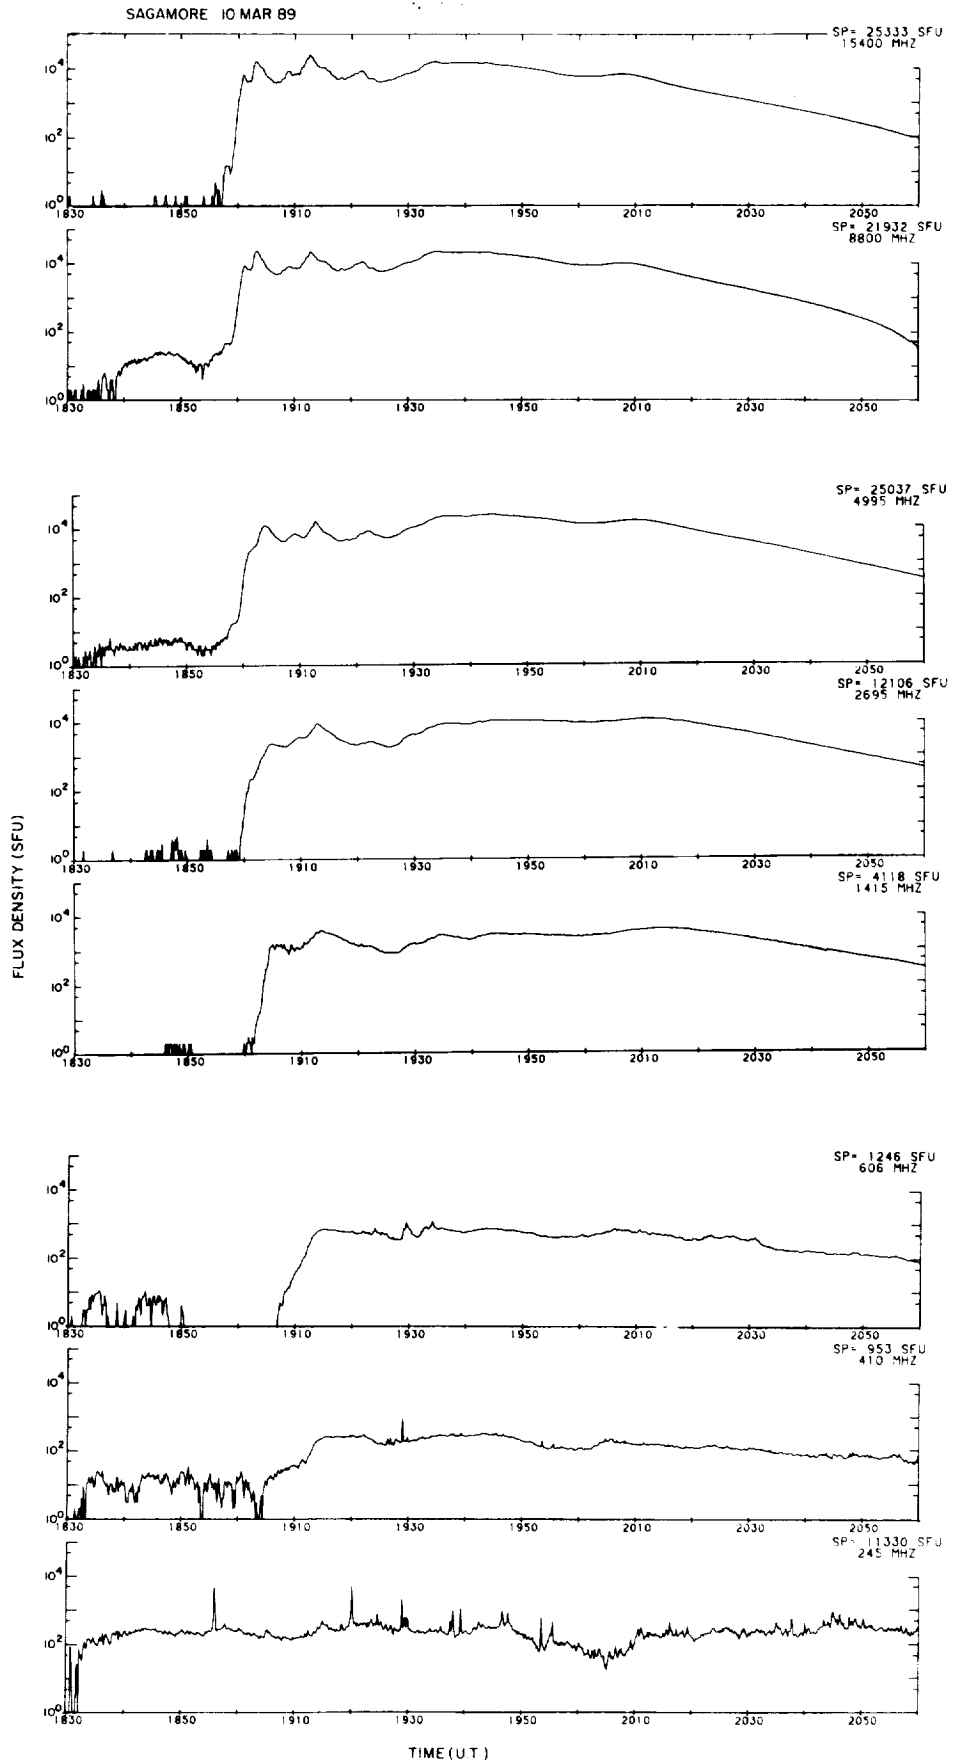 SAGAMORE 10 MAR 89
SP= 25333 SFU
15400 MHZ
10⁴
10²
10⁰
1830 1850 1910 1930 1950 2010 2030 2050
SP= 21932 SFU
8800 MHZ
10⁴
10²
10⁰
1830 1850 1910 1930 1950 2010 2030 2050
SP= 25037 SFU
4995 MHZ
10⁴
10²
10⁰
1830 1850 1910 1930 1950 2010 2030 2050
SP= 12106 SFU
2695 MHZ
10⁴
10²
10⁰
1830 1850 1910 1930 1950 2010 2030 2050
SP= 4118 SFU
1415 MHZ
FLUX DENSITY (SFU)
10⁴
10²
10⁰
1830 1850 1910 1930 1950 2010 2030 2050
SP= 1246 SFU
606 MHZ
10⁴
10²
10⁰
1830 1850 1910 1930 1950 2010 2030 2050
SP= 953 SFU
410 MHZ
10⁴
10²
10⁰
1830 1850 1910 1930 1950 2010 2030 2050
SP= 11330 SFU
245 MHZ
10⁴
10²
10⁰
1830 1850 1910 1930 1950 2010 2030 2050
TIME (UT)